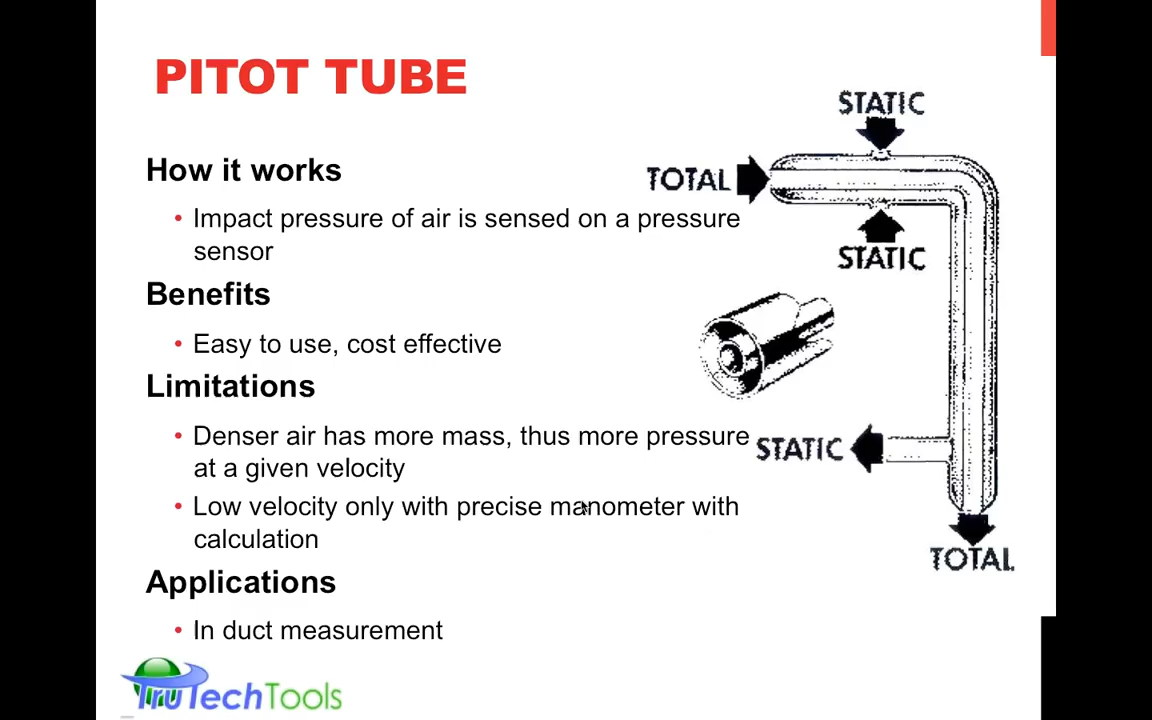 PITOT TUBE
How it works
• Impact pressure of air is sensed on a pressure
sensor
Benefits
• Easy to use, cost effective
Limitations
• Denser air has more mass, thus more pressure
at a given velocity
• Low velocity only with precise manometer with
calculation
Applications
• In duct measurement
STATIC
TOTAL
STATIC
STATIC
TOTAL
TruTechTools